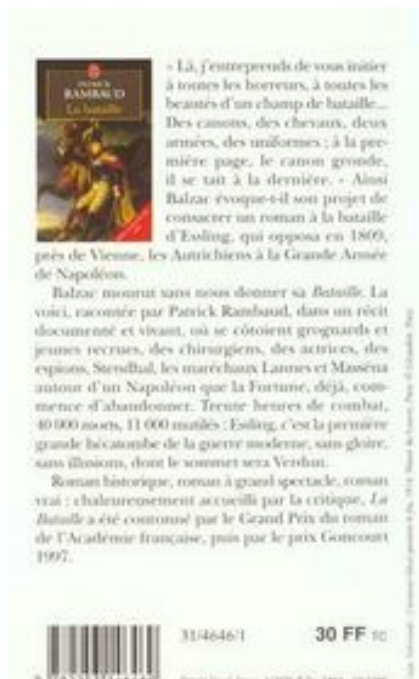 PATRICK
RAMBAUD
La bataille
« Là, j'entreprends de vous initier
à toutes les horreurs, à toutes les
beautés d'un champ de bataille...
Des canons, des chevaux, deux
armées, des uniformes ; à la pre-
mière page, le canon gronde,
il se tait à la dernière. » Ainsi
Balzac évoque-t-il son projet de
consacrer un roman à la bataille
d'Essling, qui opposa en 1809,
près de Vienne, les Autrichiens à la Grande Armée
de Napoléon.
Balzac mourut sans nous donner sa Bataille. La
voici, racontée par Patrick Rambaud, dans un récit
documenté et vivant, où se côtoient grognards et
jeunes recrues, des chirurgiens, des actrices, des
espions, Stendhal, les maréchaux Lannes et Masséna
autour d'un Napoléon que la Fortune, déjà, com-
mence d'abandonner. Trente heures de combat,
40 000 morts, 11 000 mutilés : Essling, c'est la première
grande hécatombe de la guerre moderne, sans gloire,
sans illusions, dont le sommet sera Verdun.
Roman historique, roman à grand spectacle, roman
vrai : chaleureusement accueilli par la critique, La
Bataille a été couronné par le Grand Prix du roman
de l'Académie française, puis par le prix Goncourt
1997.
31/4646/1
30 FF TC